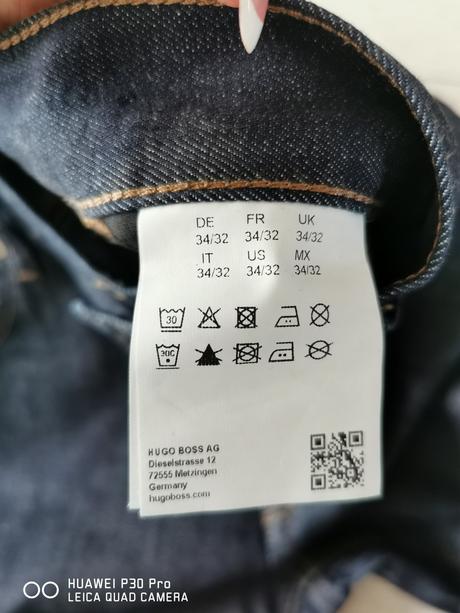 DE FR UK
34/32 34/32 34/32
IT US MX
34/32 34/32 34/32
30
30C
HUGO BOSS AG
Dieselstrasse 12
72555 Metzingen
Germany
hugoboss.com
HUAWEI P30 Pro
LEICA QUAD CAMERA